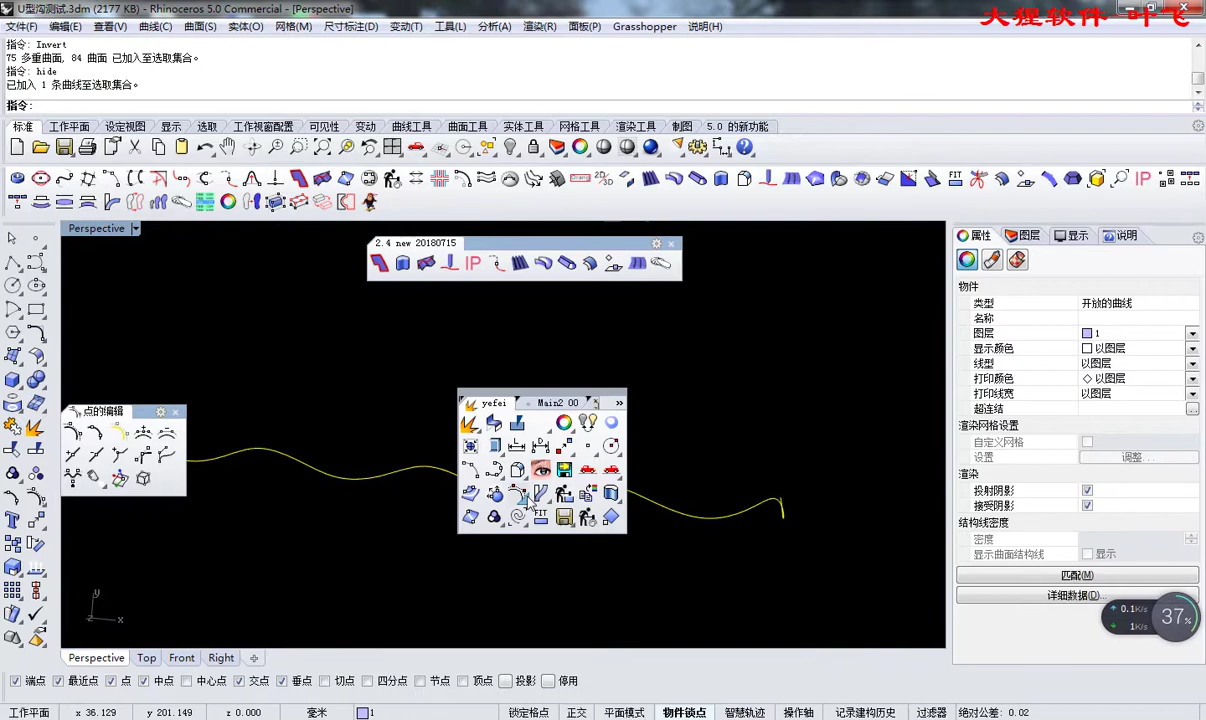 U型沟测试.3dm (2177 KB) - Rhinoceros 5.0 Commercial - [Perspective]
大猩软件-叶飞
文件(F) 编辑(E) 查看(V) 曲线(C) 曲面(S) 实体(O) 网格(M) 尺寸标注(D) 变动(T) 工具(L) 分析(A) 渲染(R) 面板(P) Grasshopper 说明(H)
指令: Invert
75 多重曲面, 84 曲面 已加入至选取集合。
指令: hide
已加入 1 条曲线至选取集合。
指令:
标准 工作平面 设定视图 显示 选取 工作视窗配置 可见性 变动 曲线工具 曲面工具 实体工具 网格工具 渲染工具 制图 5.0 的新功能
2D/3D FIT IP
Perspective
2.4 new 20180715
IP
点的编辑
yefei Main2 00 »
FIT
属性 图层 显示 说明
物件
类型 开放的曲线
名称
图层 1
显示颜色 以图层
线型 以图层
打印颜色 以图层
打印线宽 以图层
超连结 ...
渲染网格设置
自定义网格
设置 调整...
渲染
投射阴影
接受阴影
结构线密度
密度
显示曲面结构线 显示
匹配(M)
详细数据(D)...
0.1K/s
1K/s
37%
y
z x
Perspective Top Front Right
端点 最近点 点 中点 中心点 交点 垂点 切点 四分点 节点 顶点 投影 停用
工作平面 x 36.129 y 201.149 z 0.000 毫米 1 锁定格点 正交 平面模式 物件锁点 智慧轨迹 操作轴 记录建构历史 过滤器 绝对公差: 0.02